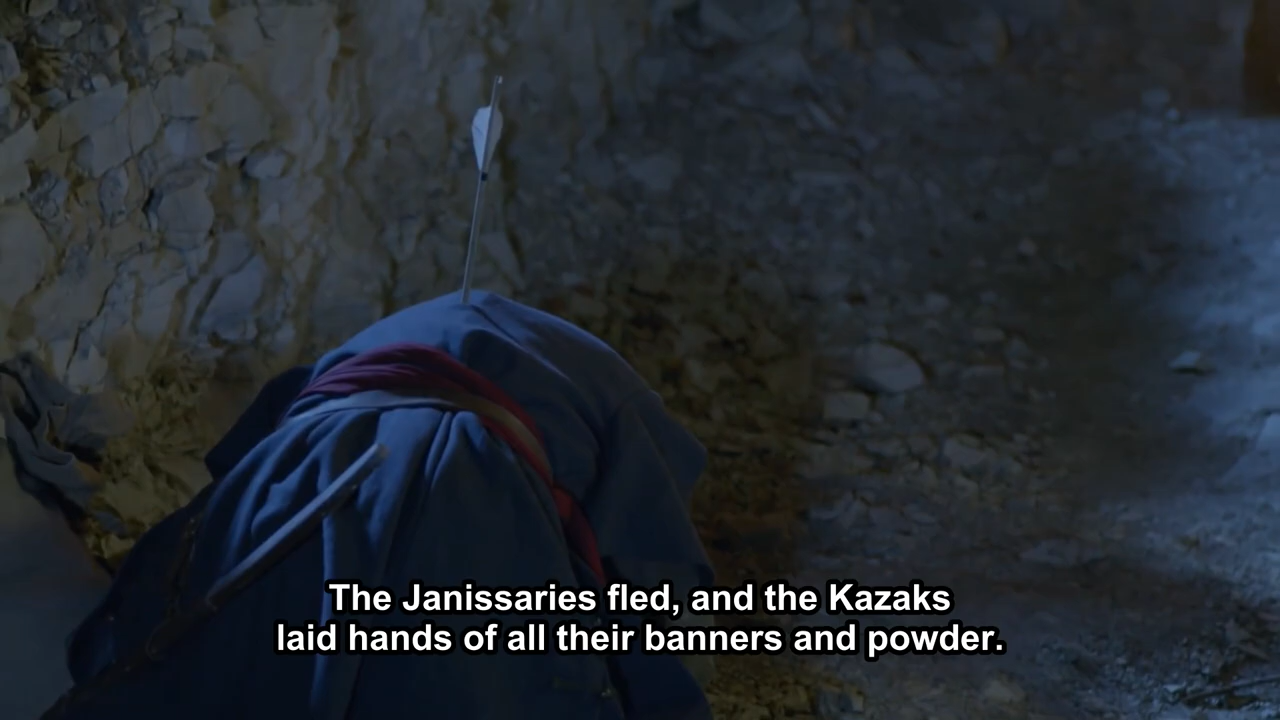 The Janissaries fled, and the Kazaks
laid hands of all their banners and powder.